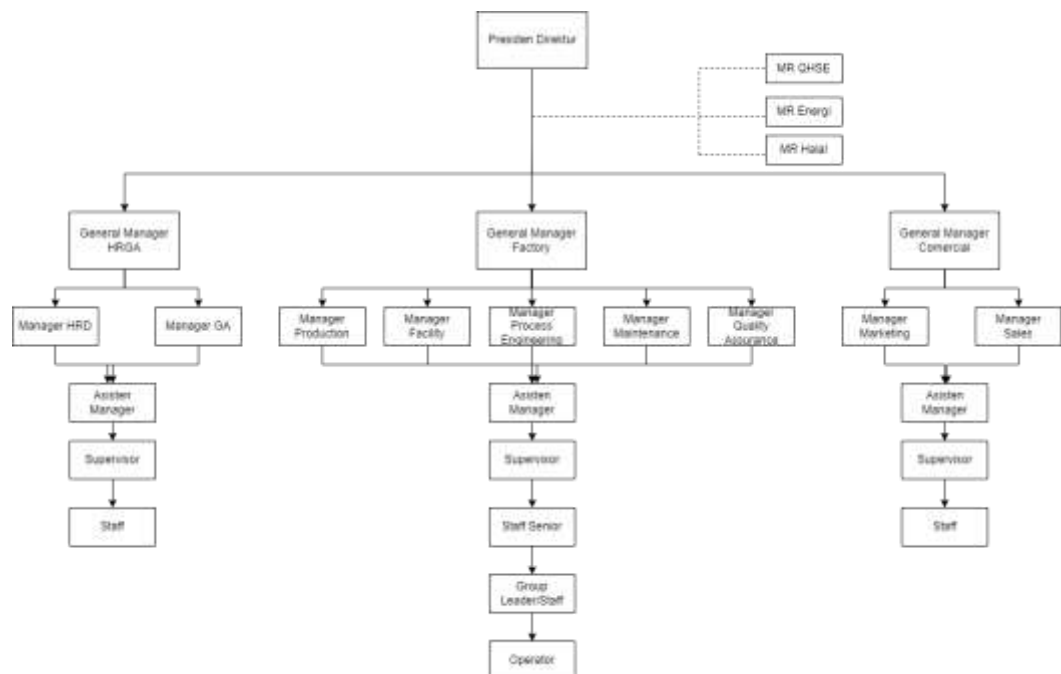 Presiden Direktur
MR QHSE
MR Energi
MR Halal
General Manager
HRGA
General Manager
Factory
General Manager
Comercial
Manager HRD
Manager GA
Manager
Production
Manager
Facility
Manager
Process
Engineering
Manager
Maintenance
Manager
Quality
Assurance
Manager
Marketing
Manager
Sales
Asisten
Manager
Asisten
Manager
Asisten
Manager
Supervisor
Supervisor
Supervisor
Staff
Staff Senior
Staff
Group
Leader/Staff
Operator